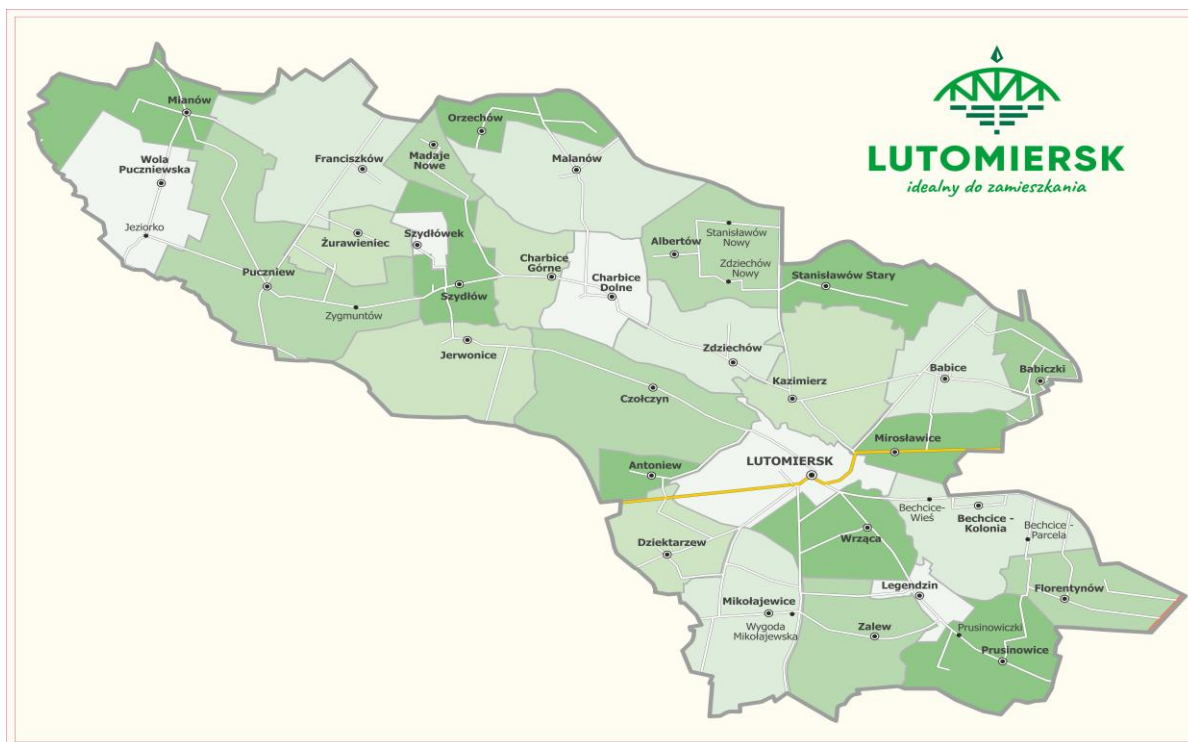 LUTOMIERSK
idealny do zamieszkania
Mianów
Orzechów
Wola
Puczniewska
Franciszków
Madaje
Nowe
Malanów
Jeziorko
Żurawieniec
Szydłówek
Stanisławów
Nowy
Albertów
Zdziechów
Nowy
Puczniew
Charbice
Górne
Charbice
Dolne
Stanisławów Stary
Szydłów
Zygmuntów
Jerwonice
Zdziechów
Kazimierz
Babice
Babiczki
Czołczyn
Mirosławice
Antoniew
LUTOMIERSK
Bechcice-
Wieś
Bechcice -
Kolonia
Bechcice -
Parcela
Dziektarzew
Wrząca
Legendzin
Florentynów
Mikołajewice
Wygoda
Mikołajewska
Zalew
Prusinowiczki
Prusinowice